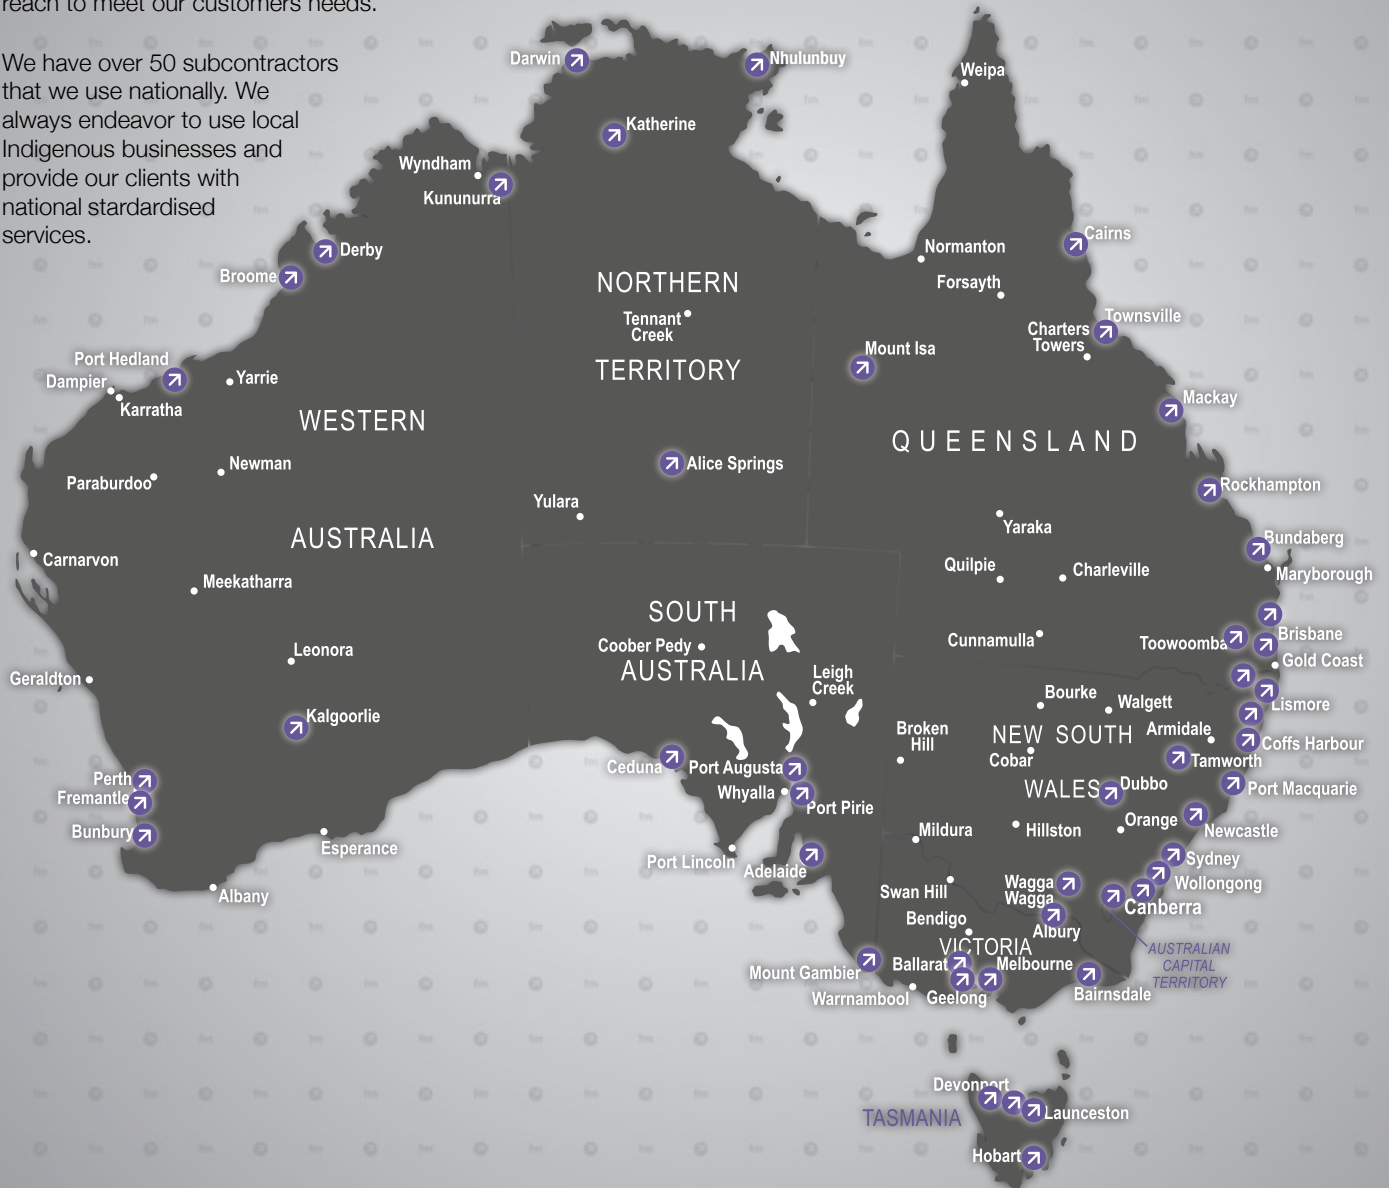 reach to meet our customers needs.
We have over 50 subcontractors
that we use nationally. We
always endeavor to use local
Indigenous businesses and
provide our clients with
national stardardised
services.
Darwin
Nhulunbuy
Weipa
Katherine
Wyndham
Kununurra
Derby
Broome
Cairns
Normanton
Forsayth
NORTHERN
Tennant
Creek
TERRITORY
Townsville
Charters
Towers
Mount Isa
Port Hedland
Dampier
Karratha
Yarrie
Mackay
WESTERN
QUEENSLAND
Newman
Paraburdoo
Alice Springs
Rockhampton
Yulara
Yaraka
AUSTRALIA
Bundaberg
Maryborough
Carnarvon
Meekatharra
Quilpie
Charleville
SOUTH
Coober Pedy
AUSTRALIA
Cunnamulla
Toowoomba
Brisbane
Gold Coast
Leonora
Geraldton
Leigh
Creek
Bourke
Walgett
Lismore
Kalgoorlie
Broken
Hill
NEW SOUTH
Armidale
Cobar
Coffs Harbour
Tamworth
Ceduna
Port Augusta
Perth
Fremantle
Whyalla
Port Pirie
WALES
Dubbo
Port Macquarie
Bunbury
Esperance
Mildura
Hillston
Orange
Newcastle
Port Lincoln
Adelaide
Sydney
Albany
Swan Hill
Wagga
Wagga
Wollongong
Canberra
Bendigo
Albury
VICTORIA
AUSTRALIAN
CAPITAL
TERRITORY
Mount Gambier
Ballarat
Melbourne
Warrnambool
Geelong
Bairnsdale
Devonport
TASMANIA
Launceston
Hobart